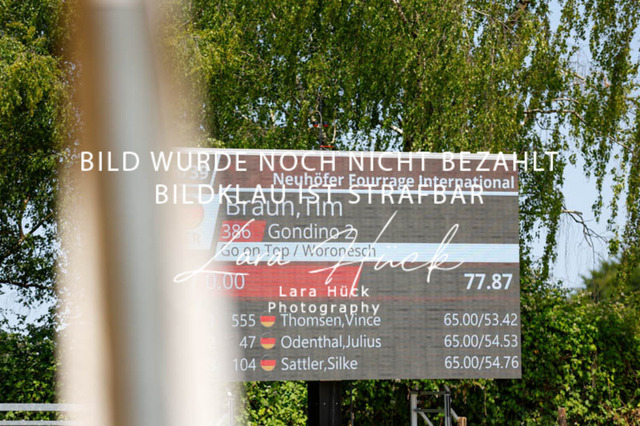 BILD WURDE NOCH NICHT BEZAHLT
59 Neuhöfer Fourrage International
BILDKLAU IST STRAFBAR
Braun,Tim
386 Gondino
Go on Top / Woronesch
Lara Hück
0.00 77.87
Lara Hück
Photography
555 Thomsen,Vince 65.00/53.42
47 Odenthal,Julius 65.00/54.53
104 Sattler,Silke 65.00/54.76